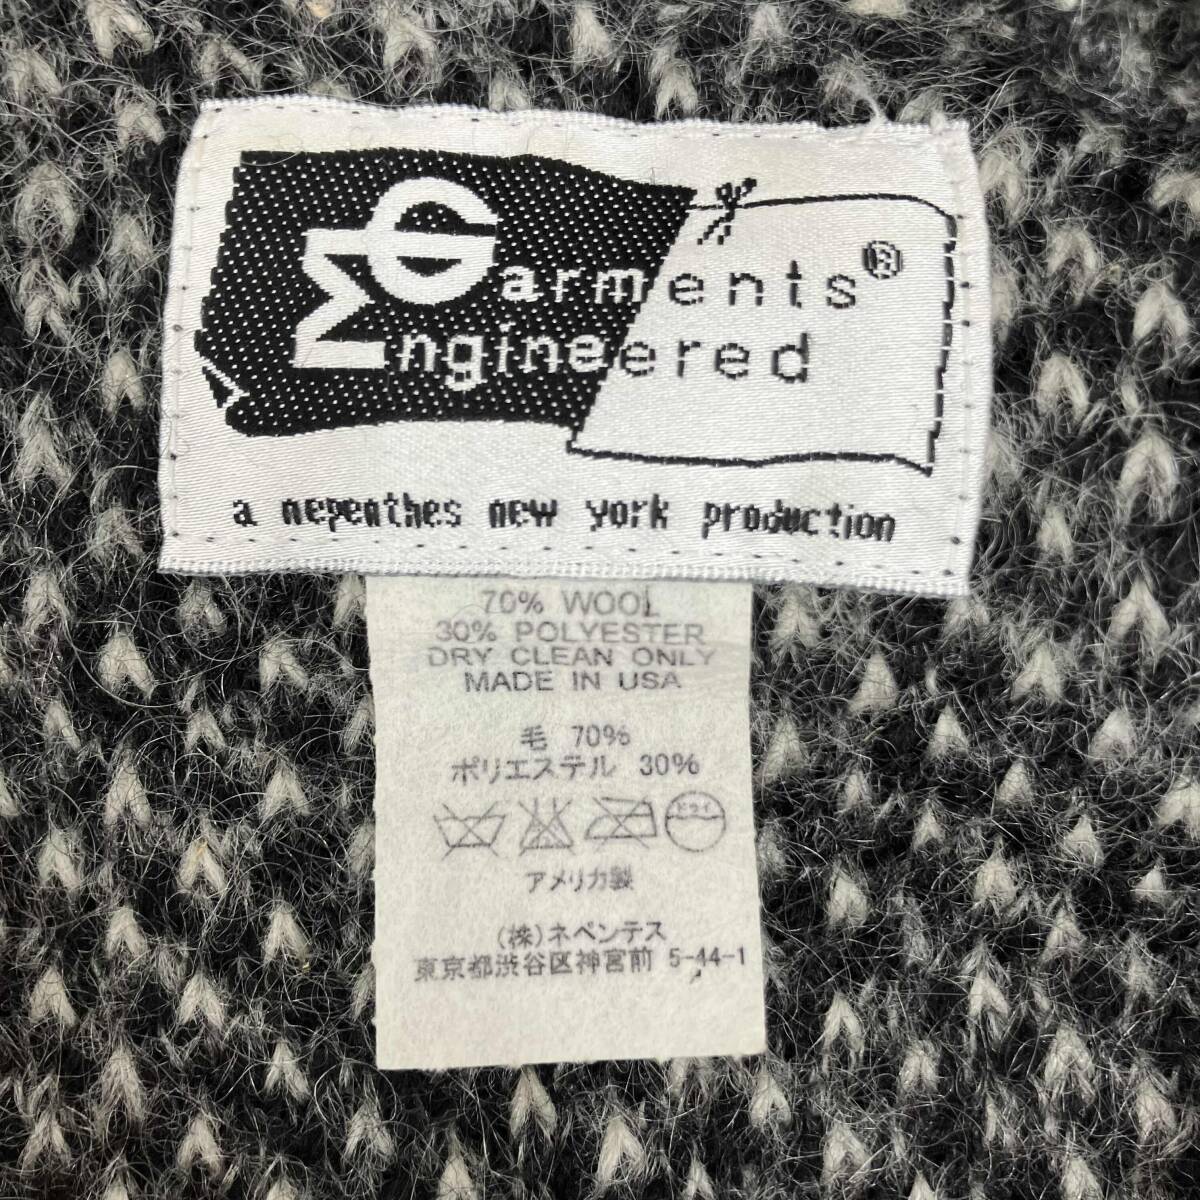 Garments®
Engineered
a nepenthes new york production
70% WOOL
30% POLYESTER
DRY CLEAN ONLY
MADE IN USA
毛 70%
ポリエステル 30%
ドライ
アメリカ製
(株)ネペンテス
東京都渋谷区神宮前 5-44-1